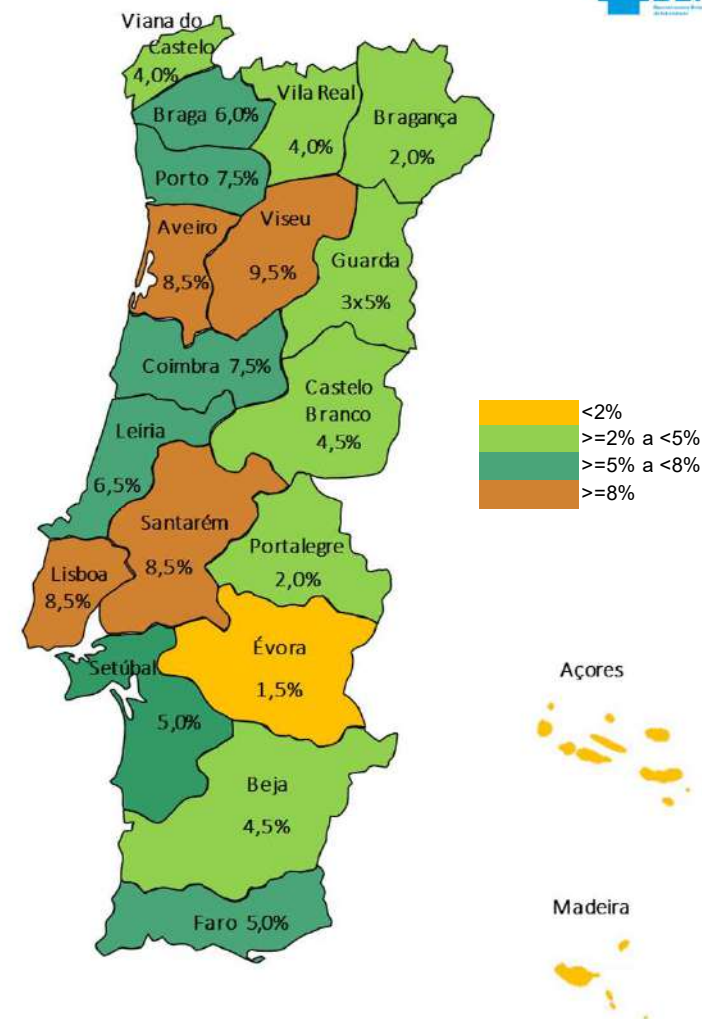 Viana do
Castelo
4,0%
Braga 6,0%
Vila Real
4,0%
Bragança
2,0%
Porto 7,5%
Aveiro
8,5%
Viseu
9,5%
Guarda
3x5%
Coimbra 7,5%
Castelo
Branco
4,5%
Leiria
6,5%
<2%
>=2% a <5%
>=5% a <8%
>=8%
Santarém
8,5%
Portalegre
2,0%
Lisboa
8,5%
Évora
1,5%
Setúbal
5,0%
Açores
Beja
4,5%
Madeira
Faro 5,0%